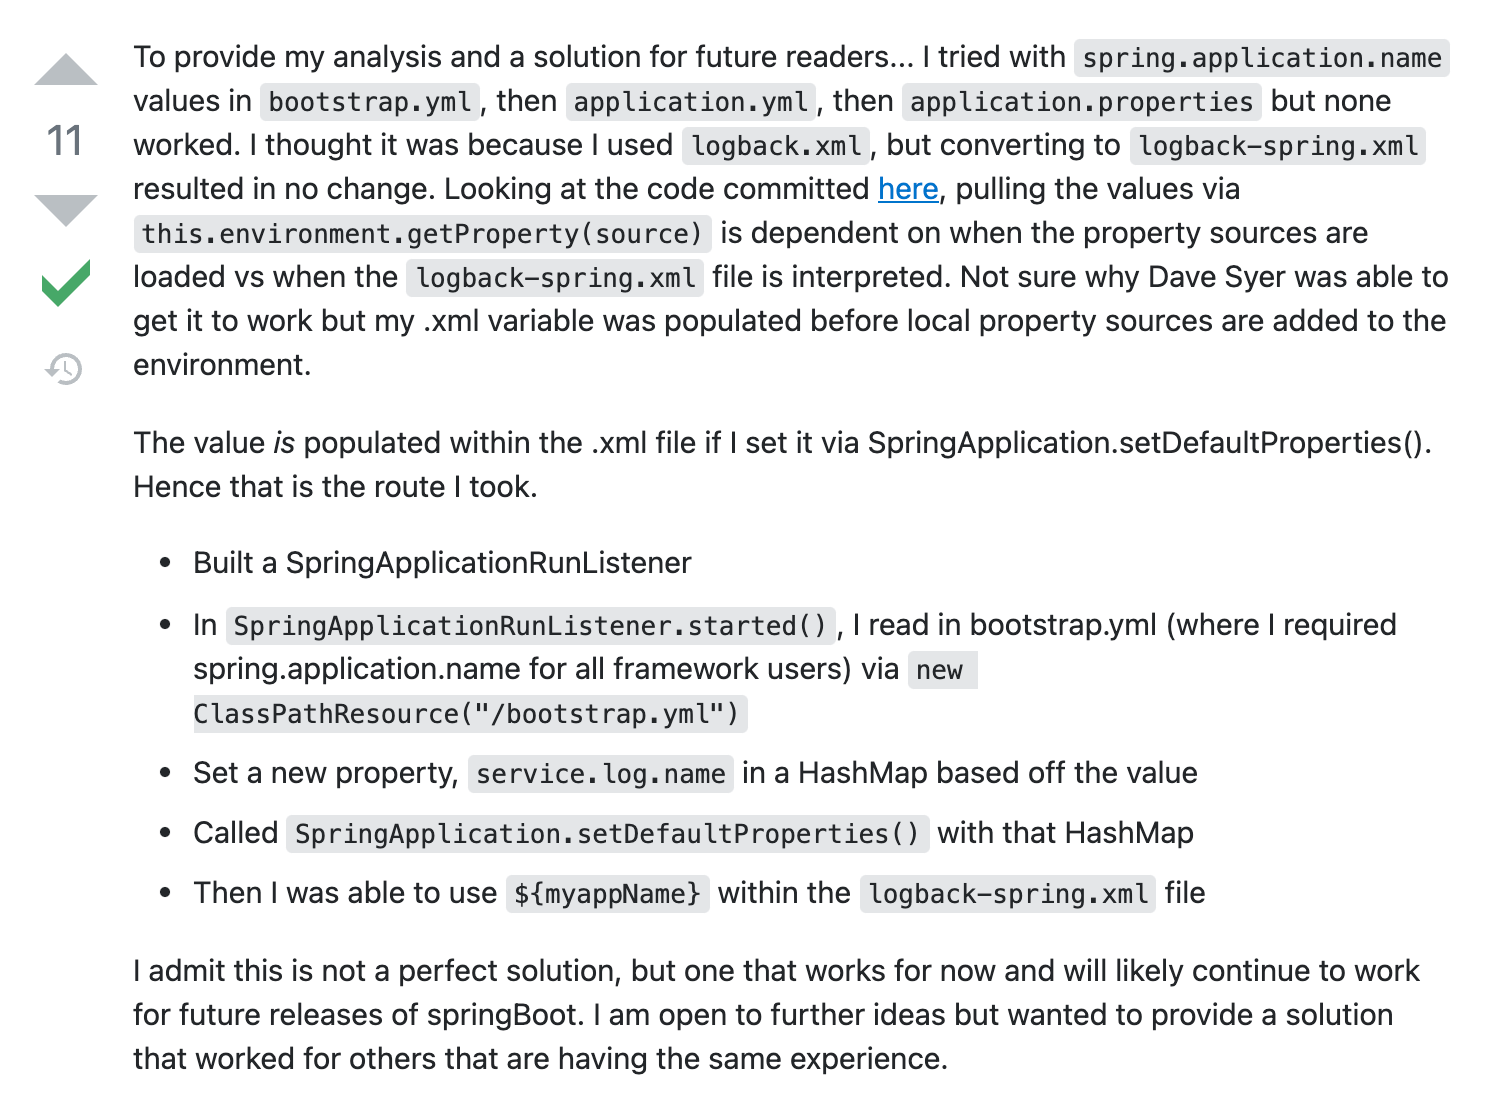 To provide my analysis and a solution for future readers... I tried with spring.application.name
values in bootstrap.yml, then application.yml, then application.properties but none
11
worked. I thought it was because I used logback.xml, but converting to logback-spring.xml
resulted in no change. Looking at the code committed here, pulling the values via
this.environment.getProperty(source) is dependent on when the property sources are
loaded vs when the logback-spring.xml file is interpreted. Not sure why Dave Syer was able to
get it to work but my .xml variable was populated before local property sources are added to the
environment.
The value is populated within the .xml file if I set it via SpringApplication.setDefaultProperties().
Hence that is the route I took.
• Built a SpringApplicationRunListener
• In SpringApplicationRunListener.started(), I read in bootstrap.yml (where I required
spring.application.name for all framework users) via new
ClassPathResource("/bootstrap.yml")
• Set a new property, service.log.name in a HashMap based off the value
• Called SpringApplication.setDefaultProperties() with that HashMap
• Then I was able to use ${myappName} within the logback-spring.xml file
I admit this is not a perfect solution, but one that works for now and will likely continue to work
for future releases of springBoot. I am open to further ideas but wanted to provide a solution
that worked for others that are having the same experience.